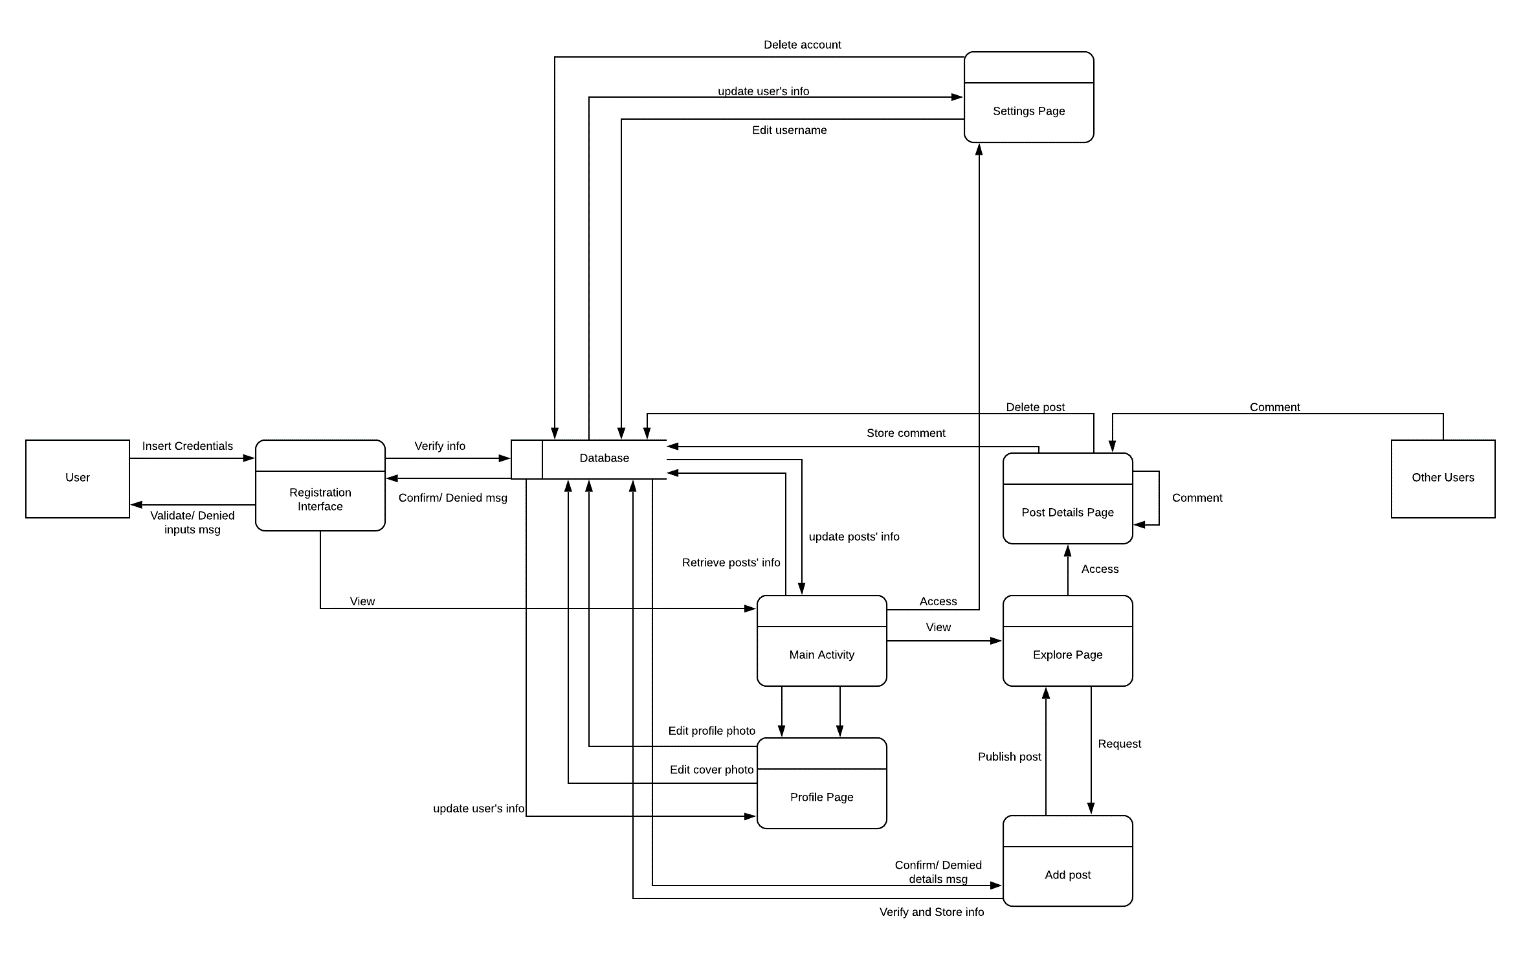 Delete account
update user's info
Settings Page
Edit username
Delete post
Comment
Store comment
Insert Credentials
Verify info
Database
User
Other Users
Registration
Interface
Confirm/ Denied msg
Post Details Page
Comment
Validate/ Denied
inputs msg
update posts' info
Retrieve posts' info
Access
View
Access
View
Main Activity
Explore Page
Edit profile photo
Request
Publish post
Edit cover photo
Profile Page
update user's info
Confirm/ Demied
details msg
Add post
Verify and Store info